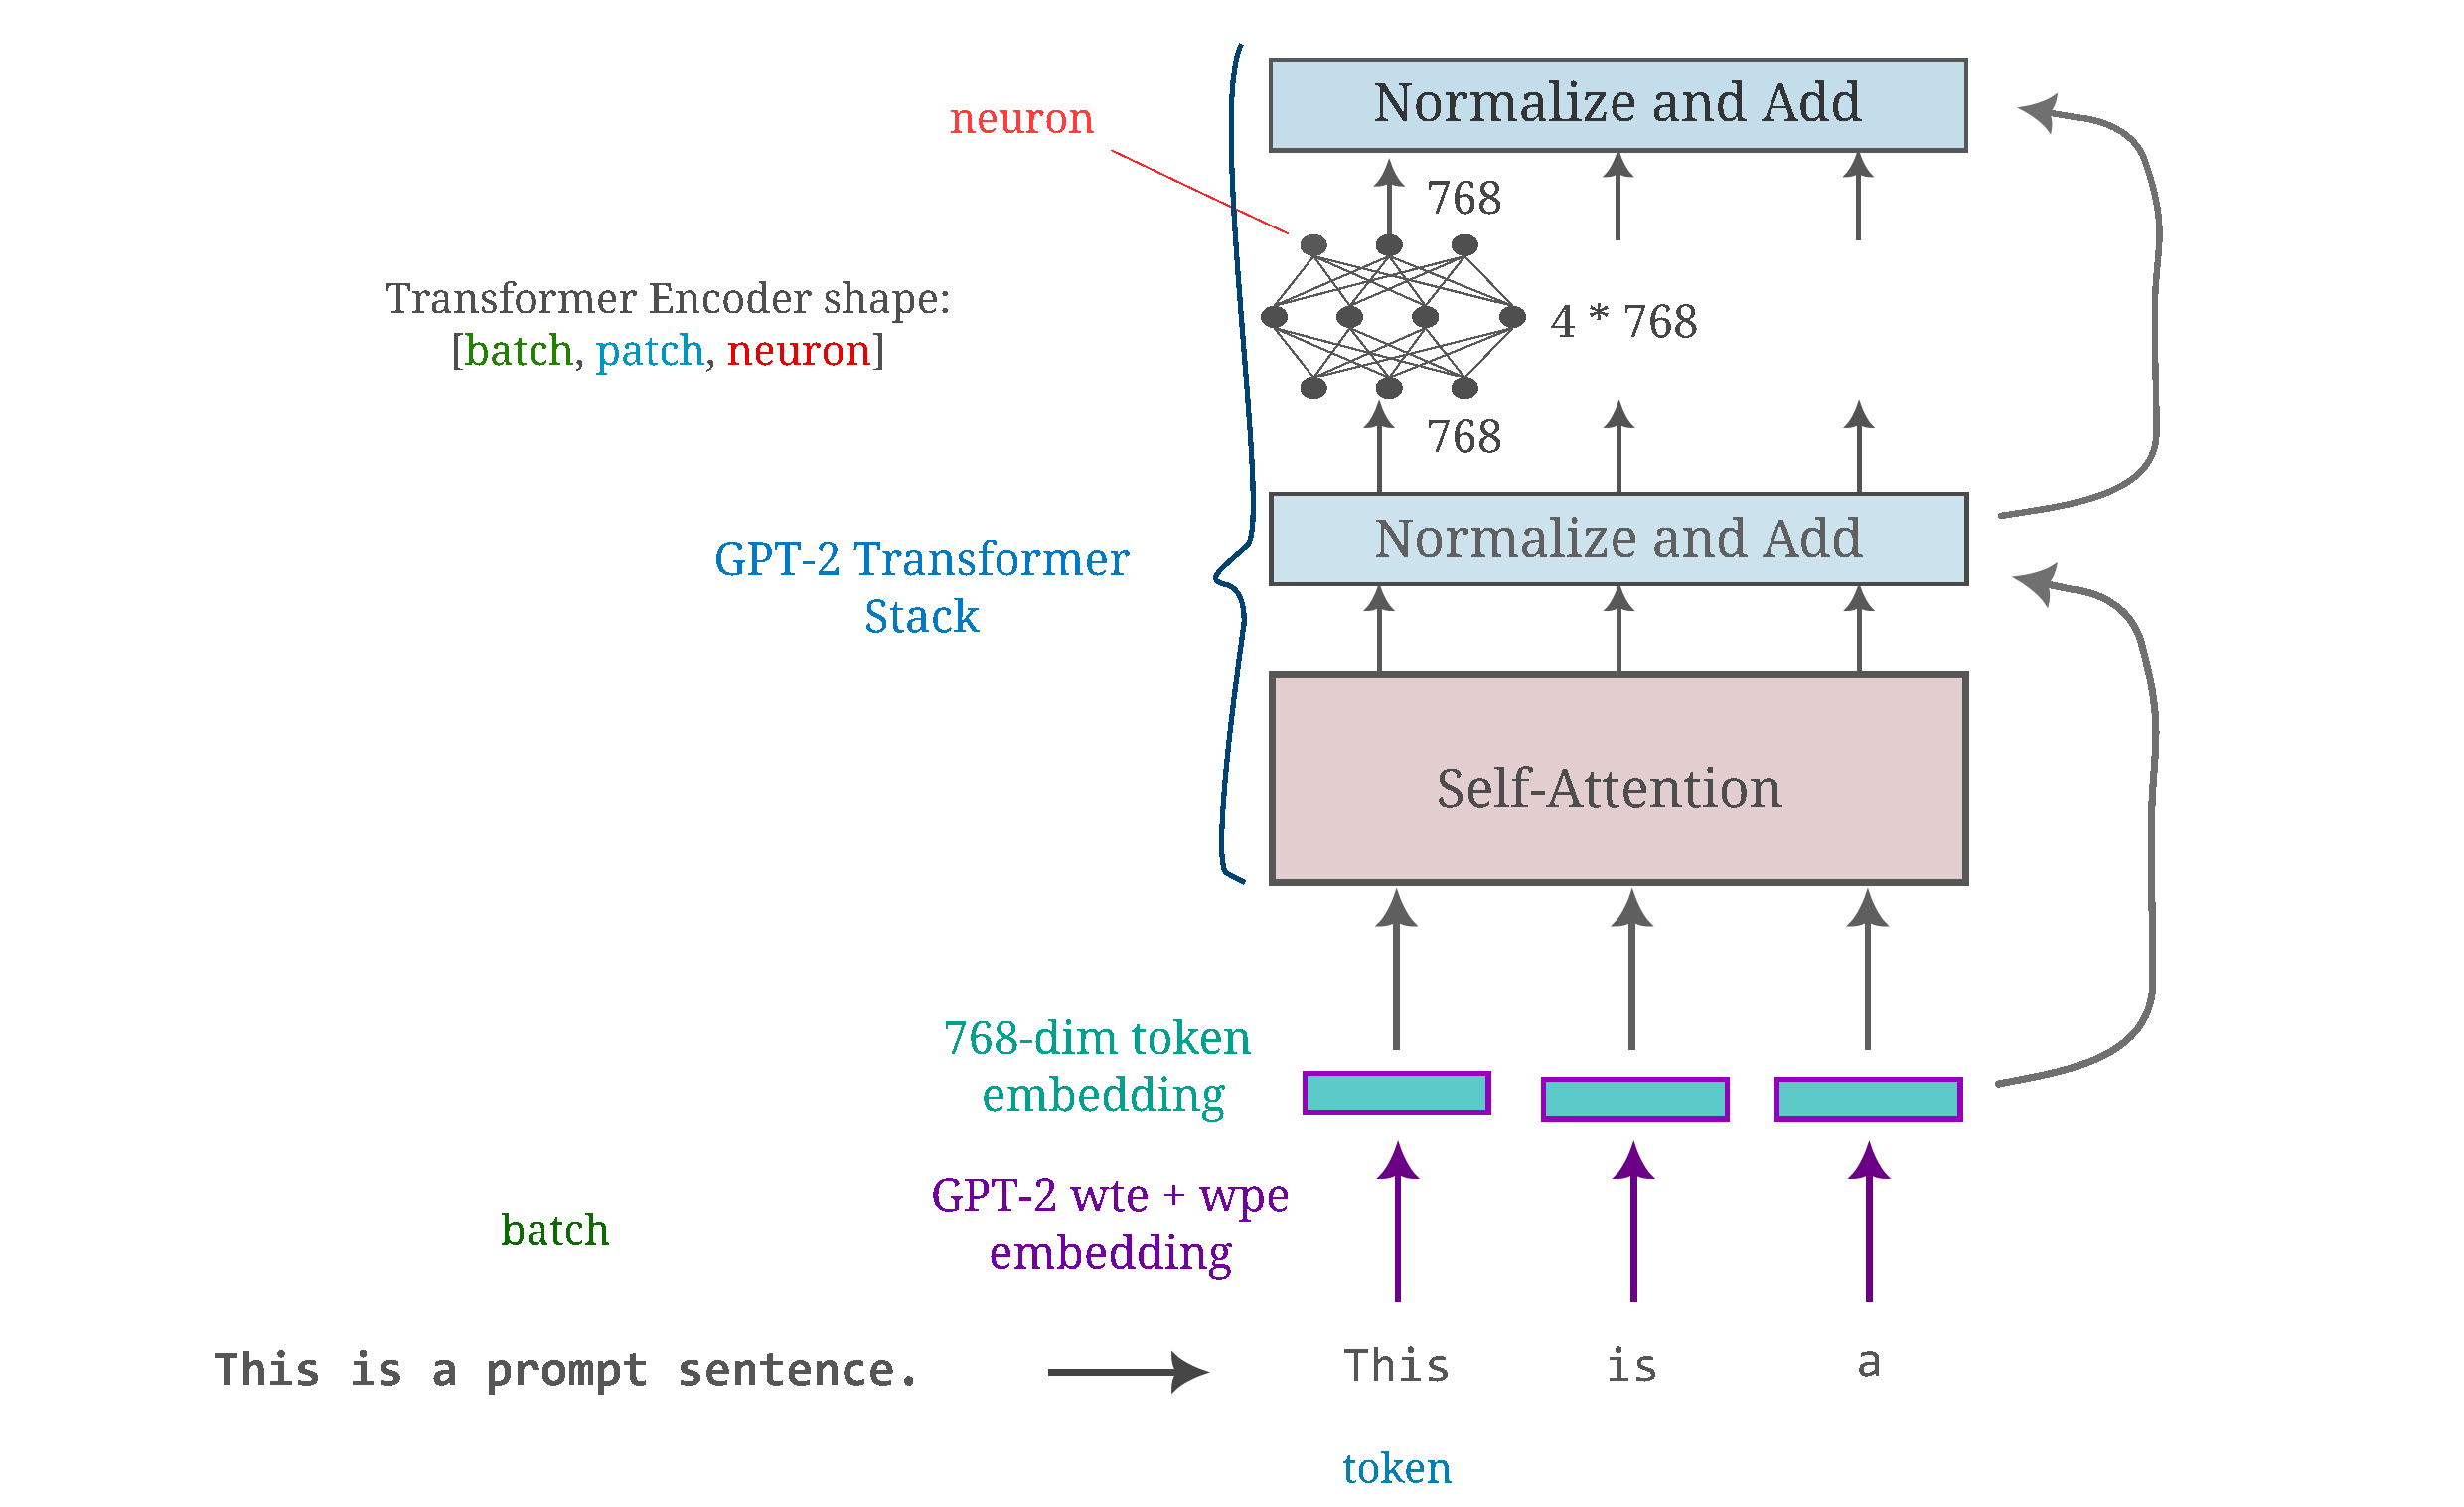 Normalize and Add
neuron
768
Transformer Encoder shape:
[batch, patch, neuron]
4 * 768
768
Normalize and Add
GPT-2 Transformer
Stack
Self-Attention
768-dim token
embedding
GPT-2 wte + wpe
embedding
batch
This is a prompt sentence.
This
is
a
token